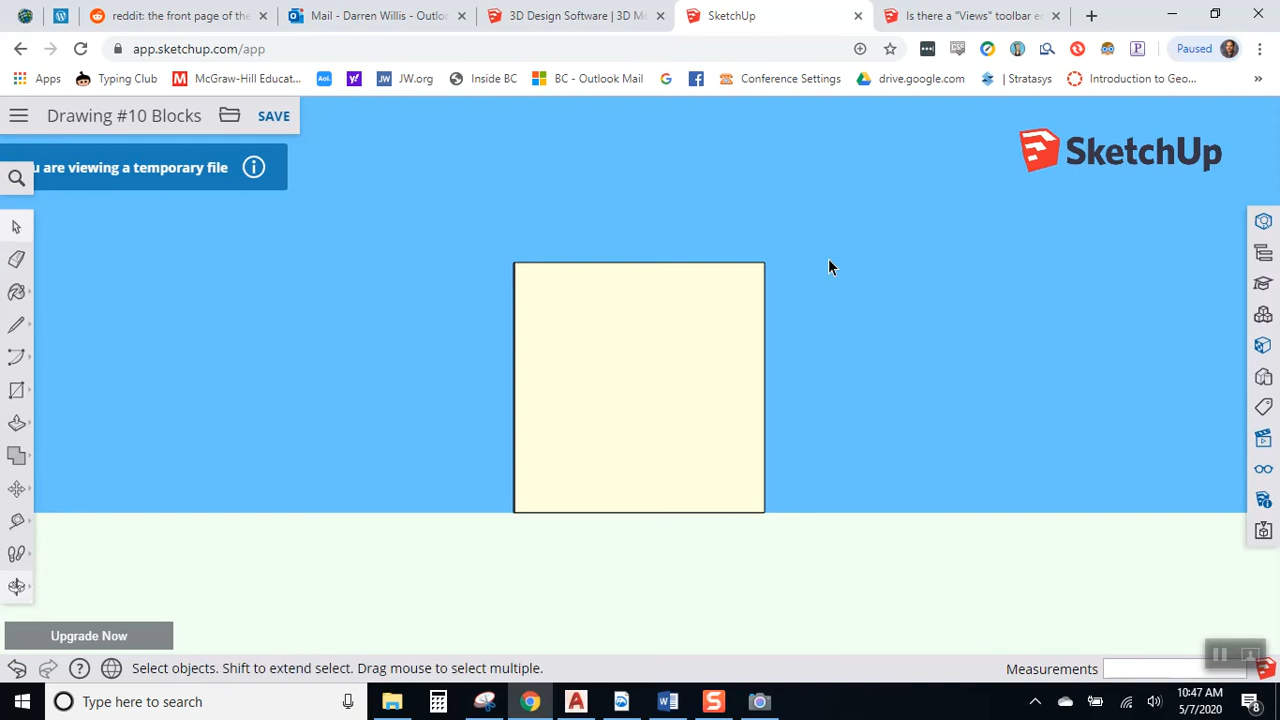 reddit: the front page of the
Mail - Darren Willis - Outlo
3D Design Software | 3D M
SketchUp
Is there a "Views" toolbar e
app.sketchup.com/app
CSF
P
Paused
Apps
Typing Club
McGraw-Hill Educat...
Aol.
JW
JW.org
Inside BC
BC - Outlook Mail
Conference Settings
drive.google.com
| Stratasys
Introduction to Geo...
»
Drawing #10 Blocks
SAVE
u are viewing a temporary file
SketchUp
Upgrade Now
Select objects. Shift to extend select. Drag mouse to select multiple.
Measurements
Type here to search
10:47 AM
5/7/2020
8